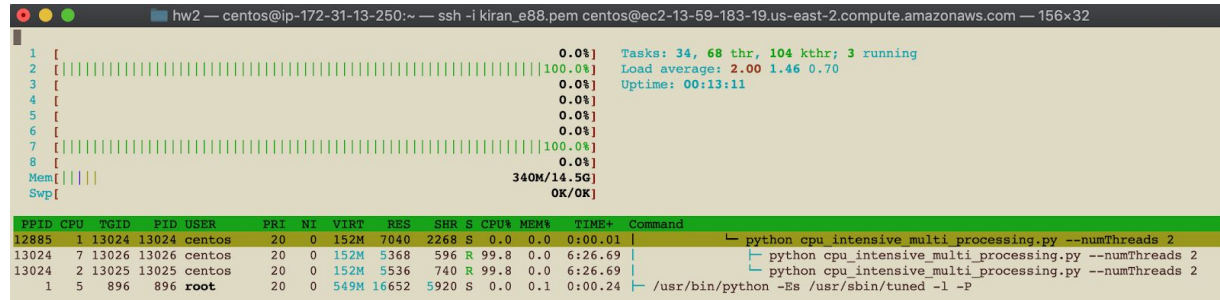 hw2 — centos@ip-172-31-13-250:~ — ssh -i kiran_e88.pem centos@ec2-13-59-183-19.us-east-2.compute.amazonaws.com — 156×32
1 [ 0.0%] Tasks: 34, 68 thr, 104 kthr; 3 running
2 [||||||||||||||||||||||||||||||||||||||||||||||||||100.0%] Load average: 2.00 1.46 0.70
3 [ 0.0%] Uptime: 00:13:11
4 [ 0.0%]
5 [ 0.0%]
6 [ 0.0%]
7 [||||||||||||||||||||||||||||||||||||||||||||||||||100.0%]
8 [ 0.0%]
Mem[||||| 340M/14.5G]
Swp[ 0K/0K]
PPID CPU TGID PID USER PRI NI VIRT RES SHR S CPU% MEM% TIME+ Command
12885 1 13024 13024 centos 20 0 152M 7040 2268 S 0.0 0.0 0:00.01 | └─ python cpu_intensive_multi_processing.py --numThreads 2
13024 7 13026 13026 centos 20 0 152M 5368 596 R 99.8 0.0 6:26.69 | ├─ python cpu_intensive_multi_processing.py --numThreads 2
13024 2 13025 13025 centos 20 0 152M 5536 740 R 99.8 0.0 6:26.69 | └─ python cpu_intensive_multi_processing.py --numThreads 2
1 5 896 896 root 20 0 549M 16652 5920 S 0.0 0.1 0:00.24 ├─ /usr/bin/python -Es /usr/sbin/tuned -l -P